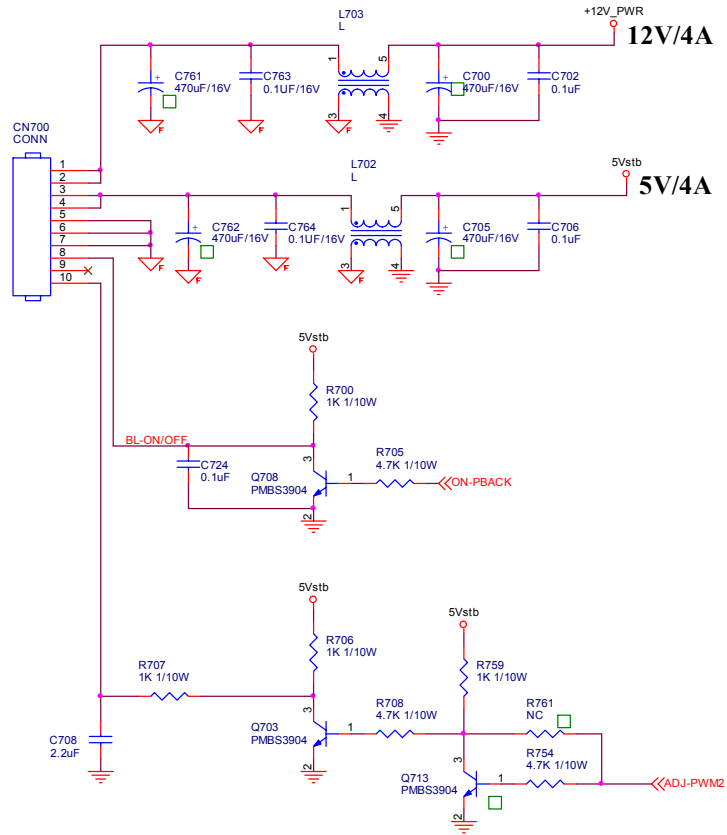 L703
L
+12V_PWR
12V/4A
1
5
C761
470uF/16V
+
C763
0.1UF/16V
3
4
C700
470uF/16V
+
C702
0.1uF
F
F
F
CN700
CONN
1
2
3
4
5
6
7
8
9
10
L702
L
5Vstb
5V/4A
1
5
C762
470uF/16V
+
C764
0.1UF/16V
3
4
C705
470uF/16V
+
C706
0.1uF
F
F
F
F
5Vstb
R700
1K 1/10W
BL-ON/OFF
C724
0.1uF
3
Q708
PMBS3904
1
2
R705
4.7K 1/10W
ON-PBACK
5Vstb
R706
1K 1/10W
5Vstb
R759
1K 1/10W
R707
1K 1/10W
C708
2.2uF
3
Q703
PMBS3904
1
2
R708
4.7K 1/10W
R761
NC
R754
4.7K 1/10W
3
Q713
PMBS3904
1
2
ADJ-PWM2